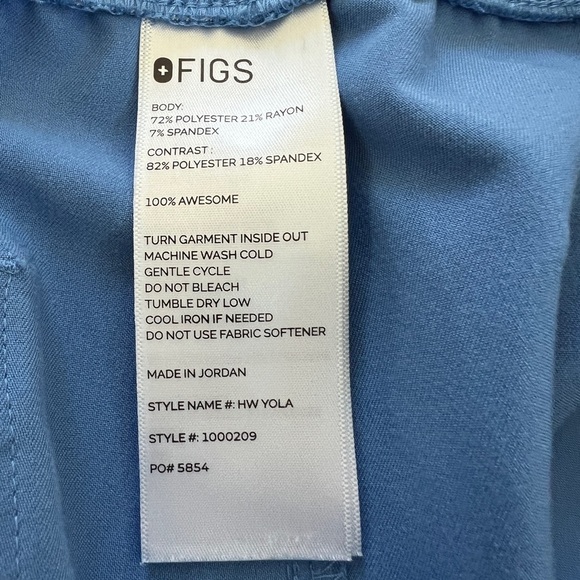 FIGS
BODY:
72% POLYESTER 21% RAYON
7% SPANDEX
CONTRAST :
82% POLYESTER 18% SPANDEX
100% AWESOME
TURN GARMENT INSIDE OUT
MACHINE WASH COLD
GENTLE CYCLE
DO NOT BLEACH
TUMBLE DRY LOW
COOL IRON IF NEEDED
DO NOT USE FABRIC SOFTENER
MADE IN JORDAN
STYLE NAME #: HW YOLA
STYLE #: 1000209
PO# 5854